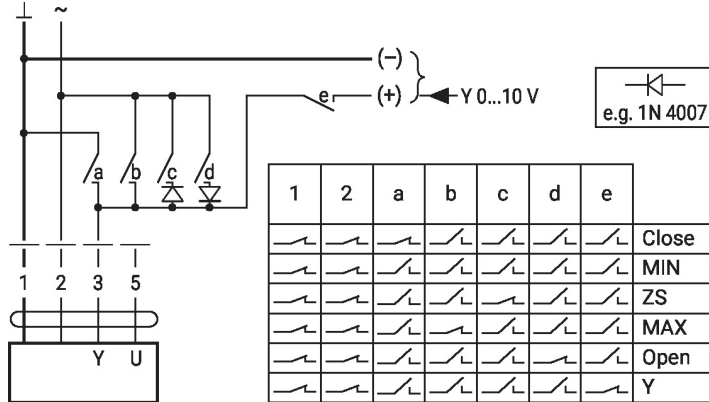 ⊥ ~
(–)
e (+) Y 0...10 V
e.g. 1N 4007
a b c d
1 2 a b c d e
Close
MIN
1 2 3 5 ZS
MAX
Y U Open
Y